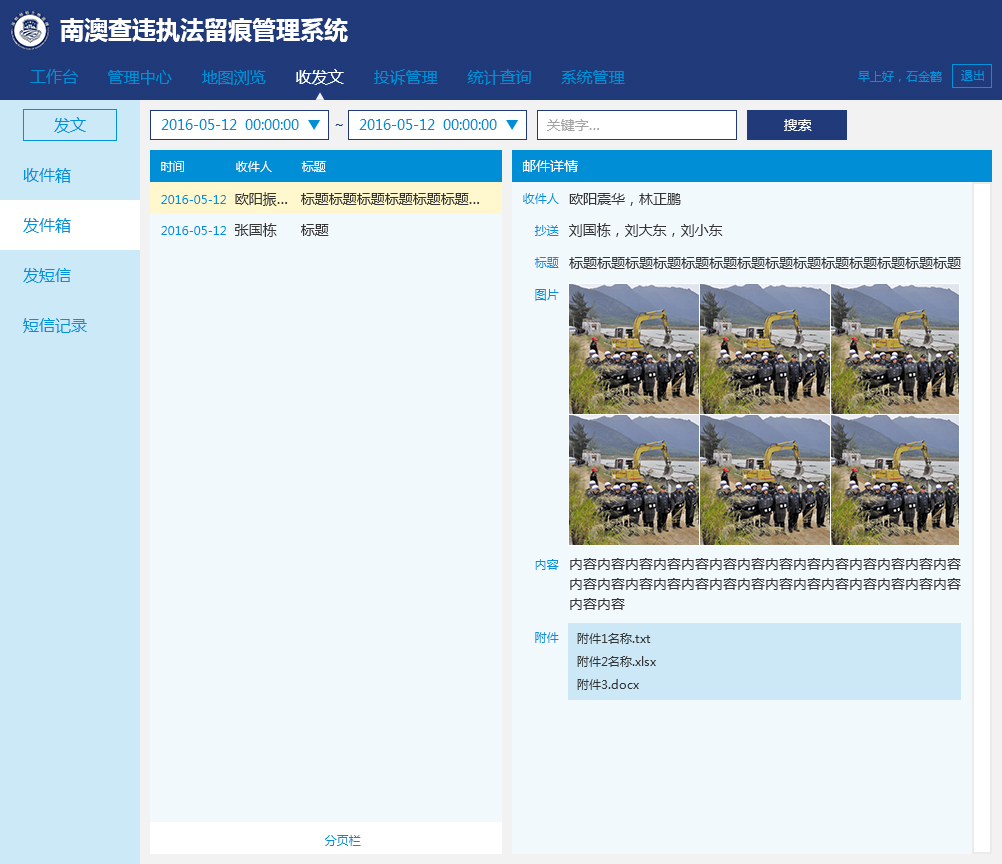 南澳查违执法留痕管理系统
工作台 管理中心 地图浏览 收发文 投诉管理 统计查询 系统管理 早上好，石金鹤 退出
发文
收件箱
发件箱
发短信
短信记录
2016-05-12 00:00:00 ~ 2016-05-12 00:00:00 关键字... 搜索
时间 收件人 标题
2016-05-12 欧阳振... 标题标题标题标题标题标题...
2016-05-12 张国栋 标题
分页栏
邮件详情
收件人 欧阳震华，林正鹏
抄送 刘国栋，刘大东，刘小东
标题 标题标题标题标题标题标题标题标题标题标题标题标题标题标题
图片
内容 内容内容内容内容内容内容内容内容内容内容内容内容内容内容
内容内容内容内容内容内容内容内容内容内容内容内容内容内容
内容内容
附件 附件1名称.txt
附件2名称.xlsx
附件3.docx